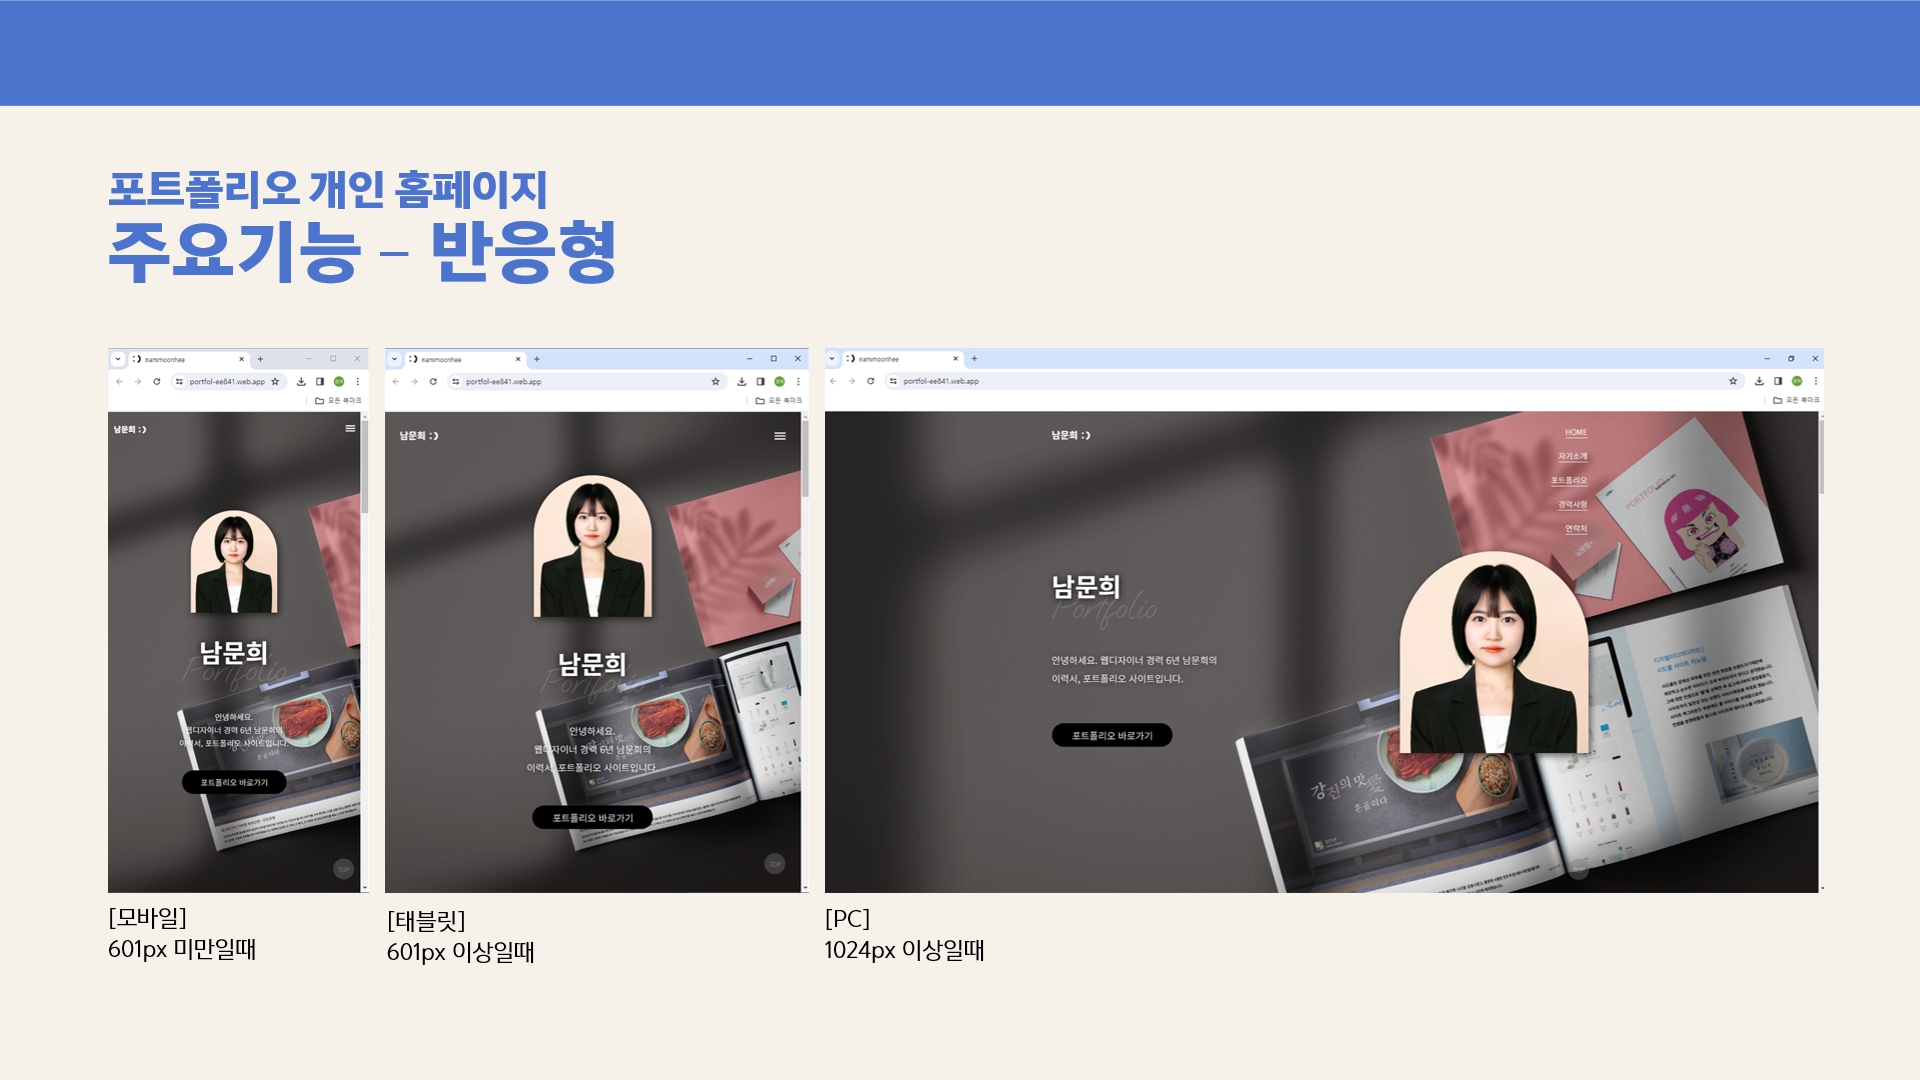 포트폴리오 개인 홈페이지
주요기능 – 반응형
nammoonhee
portfol-ee841.web.app
모든 북마크
남문희 :)
남문희
Portfolio
안녕하세요.
웹디자이너 경력 6년 남문희의
이력서, 포트폴리오 사이트입니다.
포트폴리오 바로가기
TOP
[모바일]
601px 미만일때
nammoonhee
portfol-ee841.web.app
모든 북마크
남문희 :)
남문희
Portfolio
안녕하세요.
웹디자이너 경력 6년 남문희의
이력서, 포트폴리오 사이트입니다.
포트폴리오 바로가기
TOP
[태블릿]
601px 이상일때
nammoonhee
portfol-ee841.web.app
모든 북마크
남문희 :)
HOME
자기소개
포트폴리오
경력사항
연락처
PORTFOLIO
남문희
Portfolio
안녕하세요. 웹디자이너 경력 6년 남문희의
이력서, 포트폴리오 사이트입니다.
포트폴리오 바로가기
강진의 맛
[PC]
1024px 이상일때